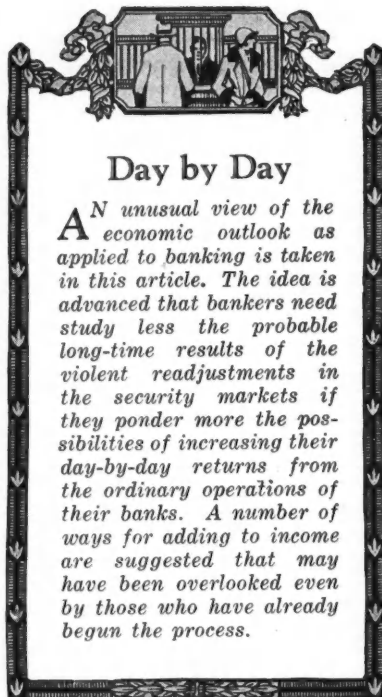 Day by Day
AN unusual view of the
economic outlook as
applied to banking is taken
in this article. The idea is
advanced that bankers need
study less the probable
long-time results of the
violent readjustments in
the security markets if
they ponder more the pos-
sibilities of increasing their
day-by-day returns from
the ordinary operations of
their banks. A number of
ways for adding to income
are suggested that may
have been overlooked even
by those who have already
begun the process.